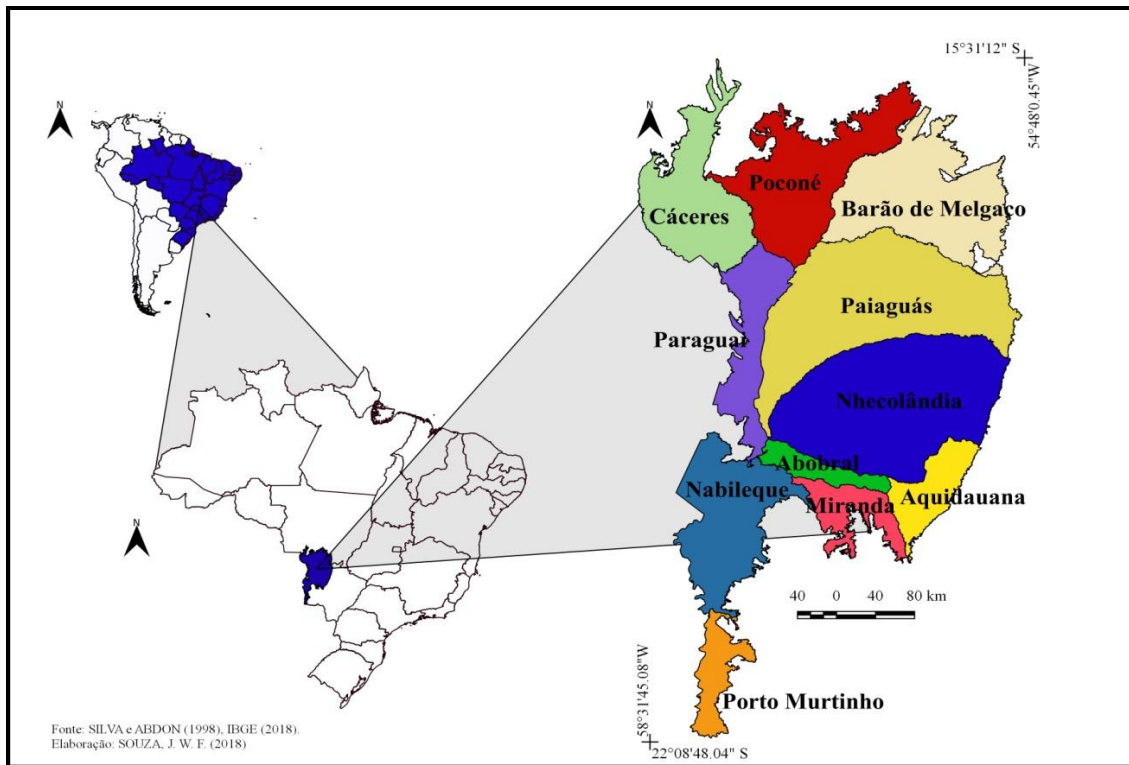 15°31'12" S
54°48'0.45"W
N
N
Poconé
Cáceres
Barão de Melgaço
Paiaguás
Paraguai
Nhecolândia
Abobral
Nabileque
Aquidauana
Miranda
N
40 0 40 80 km
58°31'45.08"W
Porto Murtinho
Fonte: SILVA e ABDON (1998), IBGE (2018).
Elaboração: SOUZA, J. W. F. (2018)
22°08'48.04" S